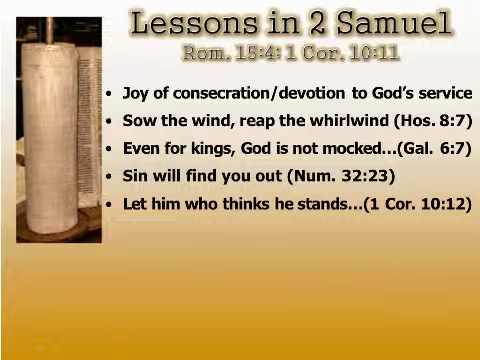 Lessons in 2 Samuel
Rom. 15:4; 1 Cor. 10:11
• Joy of consecration/devotion to God's service
• Sow the wind, reap the whirlwind (Hos. 8:7)
• Even for kings, God is not mocked…(Gal. 6:7)
• Sin will find you out (Num. 32:23)
• Let him who thinks he stands…(1 Cor. 10:12)